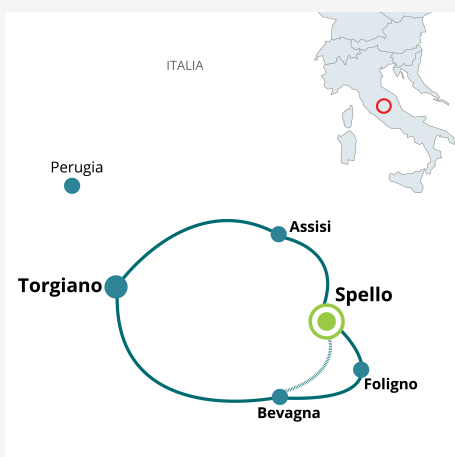 ITALIA
Perugia
Assisi
Torgiano
Spello
Foligno
Bevagna